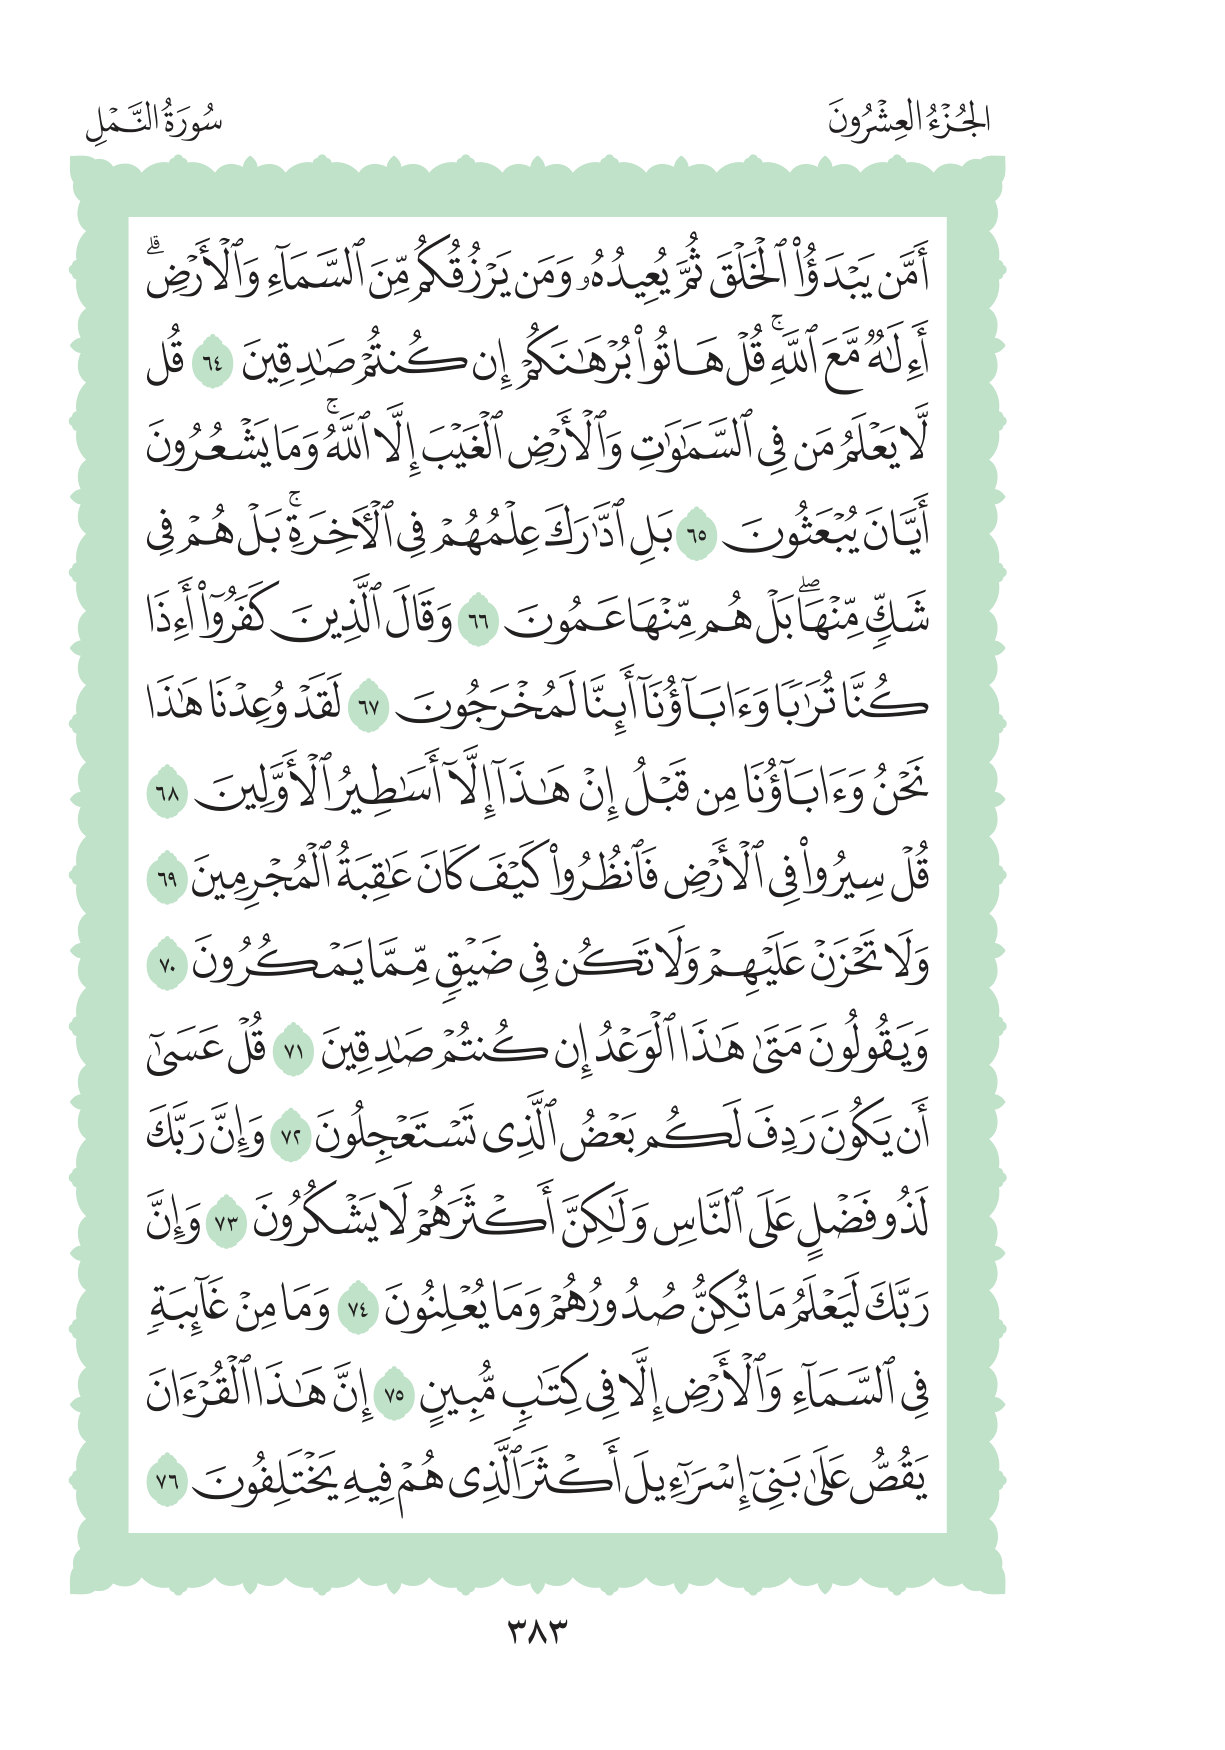 الجُزْءُ العِشْرُونَ
سُورَةُ النَّمْلِ
أَمَّن يَبْدَؤُا۟ ٱلْخَلْقَ ثُمَّ يُعِيدُهُۥ وَمَن يَرْزُقُكُم مِّنَ ٱلسَّمَآءِ وَٱلْأَرْضِ ۗ
أَءِلَـٰهٌ مَّعَ ٱللَّهِ ۚ قُلْ هَاتُوا۟ بُرْهَـٰنَكُمْ إِن كُنتُمْ صَـٰدِقِينَ ٦٤ قُل
لَّا يَعْلَمُ مَن فِى ٱلسَّمَـٰوَٰتِ وَٱلْأَرْضِ ٱلْغَيْبَ إِلَّا ٱللَّهُ ۚ وَمَا يَشْعُرُونَ
أَيَّانَ يُبْعَثُونَ ٦٥ بَلِ ٱدَّٰرَكَ عِلْمُهُمْ فِى ٱلْـَٔاخِرَةِ ۚ بَلْ هُمْ فِى
شَكٍّ مِّنْهَا ۖ بَلْ هُم مِّنْهَا عَمُونَ ٦٦ وَقَالَ ٱلَّذِينَ كَفَرُوٓا۟ أَءِذَا
كُنَّا تُرَٰبًا وَءَابَآؤُنَآ أَئِنَّا لَمُخْرَجُونَ ٦٧ لَقَدْ وُعِدْنَا هَـٰذَا
نَحْنُ وَءَابَآؤُنَا مِن قَبْلُ إِنْ هَـٰذَآ إِلَّآ أَسَـٰطِيرُ ٱلْأَوَّلِينَ ٦٨
قُلْ سِيرُوا۟ فِى ٱلْأَرْضِ فَٱنظُرُوا۟ كَيْفَ كَانَ عَـٰقِبَةُ ٱلْمُجْرِمِينَ ٦٩
وَلَا تَحْزَنْ عَلَيْهِمْ وَلَا تَكُن فِى ضَيْقٍ مِّمَّا يَمْكُرُونَ ٧٠
وَيَقُولُونَ مَتَىٰ هَـٰذَا ٱلْوَعْدُ إِن كُنتُمْ صَـٰدِقِينَ ٧١ قُلْ عَسَىٰٓ
أَن يَكُونَ رَدِفَ لَكُم بَعْضُ ٱلَّذِى تَسْتَعْجِلُونَ ٧٢ وَإِنَّ رَبَّكَ
لَذُو فَضْلٍ عَلَى ٱلنَّاسِ وَلَـٰكِنَّ أَكْثَرَهُمْ لَا يَشْكُرُونَ ٧٣ وَإِنَّ
رَبَّكَ لَيَعْلَمُ مَا تُكِنُّ صُدُورُهُمْ وَمَا يُعْلِنُونَ ٧٤ وَمَا مِنْ غَآئِبَةٍ
فِى ٱلسَّمَآءِ وَٱلْأَرْضِ إِلَّا فِى كِتَـٰبٍ مُّبِينٍ ٧٥ إِنَّ هَـٰذَا ٱلْقُرْءَانَ
يَقُصُّ عَلَىٰ بَنِىٓ إِسْرَٰٓءِيلَ أَكْثَرَ ٱلَّذِى هُمْ فِيهِ يَخْتَلِفُونَ ٧٦
٣٨٣